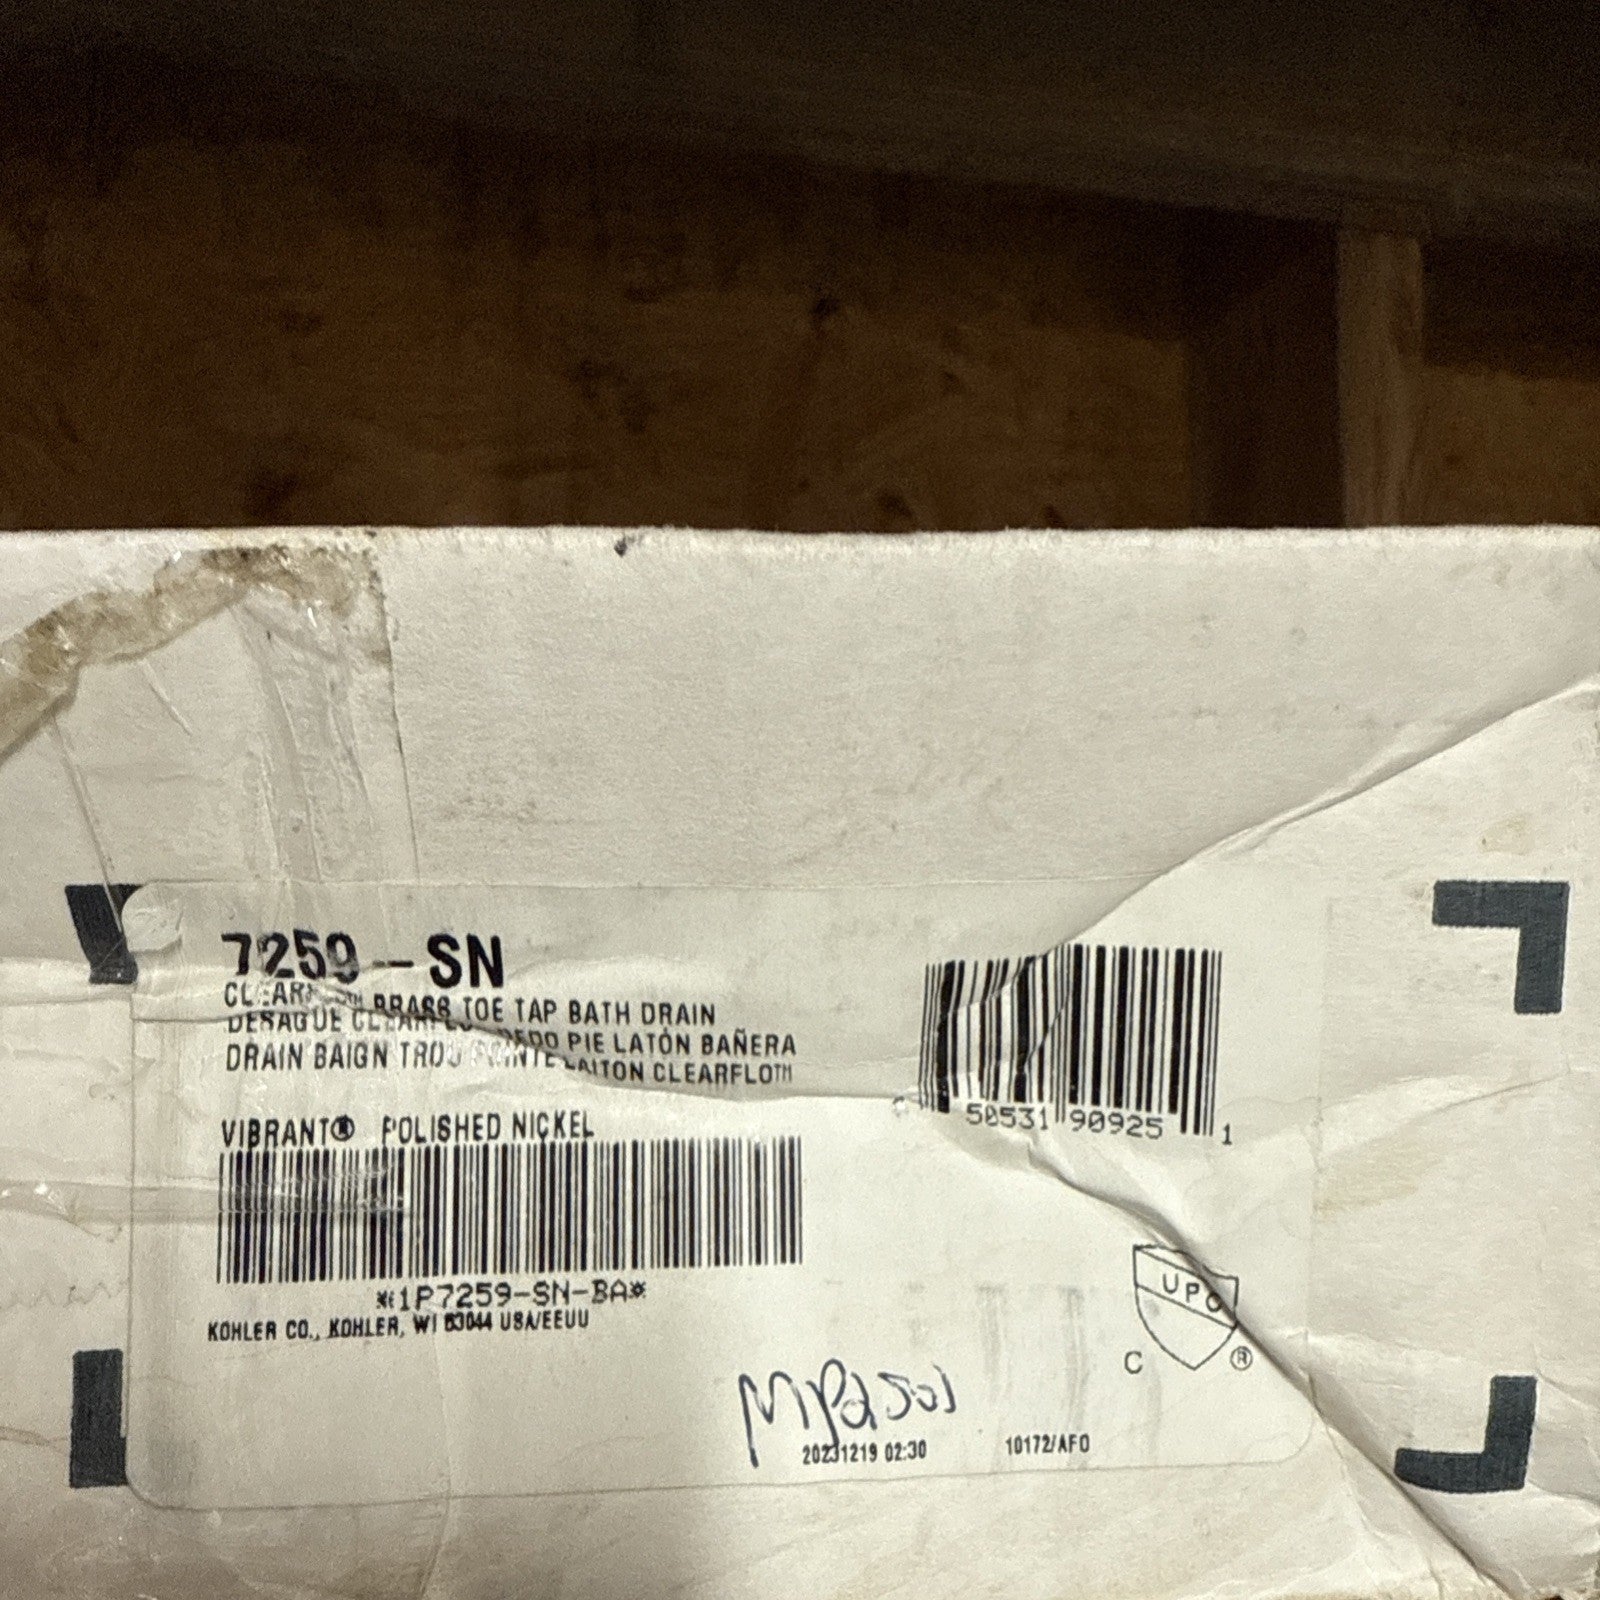 7259-SN
BRASS TOE TAP BATH DRAIN
DESAGUE PIE LATÓN BAÑERA
DRAIN BAIGN LAITON CLEARFLO™
VIBRANT® POLISHED NICKEL
*1P7259-SN-BA*
KOHLER CO., KOHLER, WI 53044 USA/EEUU
50531 90925 1
UPC
C ®
20231219 02:30
10172/AFO